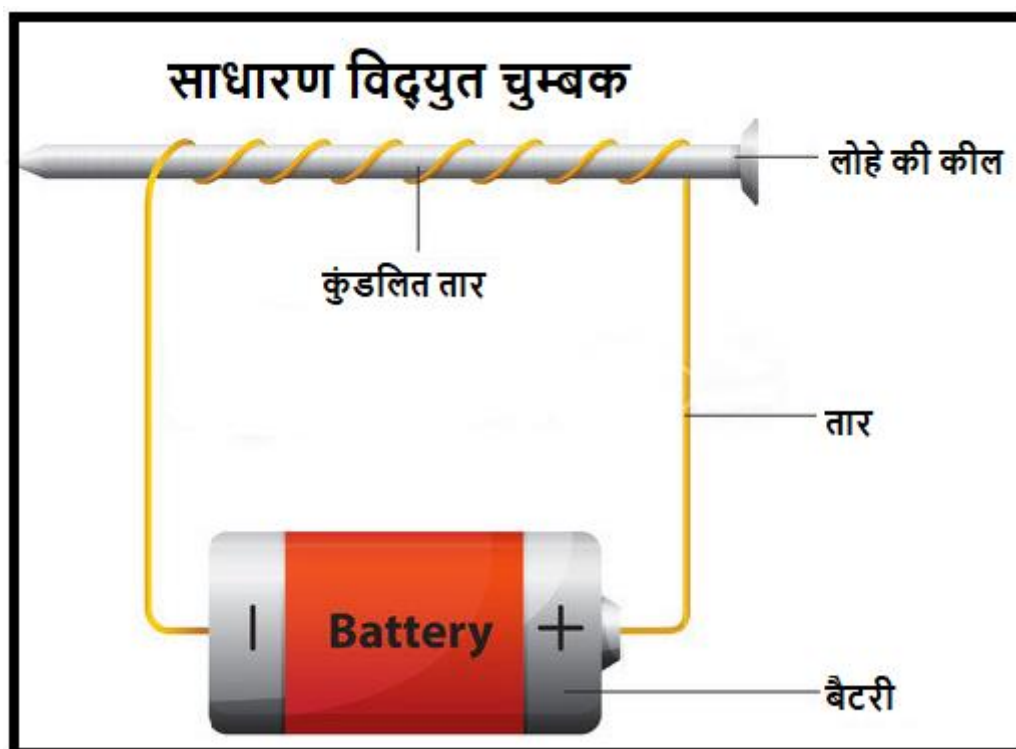 साधारण विद्‌युत चुम्बक
लोहे की कील
कुंडलित तार
तार
Battery
बैटरी